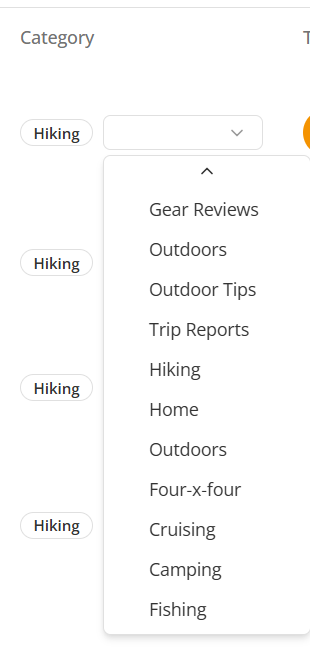 Category
T
Hiking
Gear Reviews
Outdoors
Hiking
Outdoor Tips
Trip Reports
Hiking
Hiking
Home
Outdoors
Four-x-four
Hiking
Cruising
Camping
Fishing